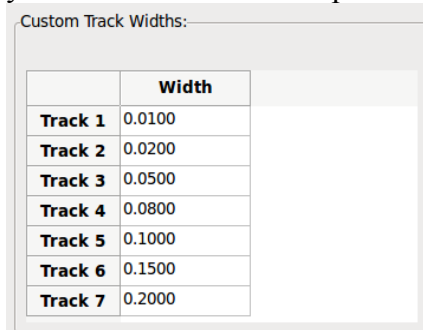 Custom Track Widths:
Width
Track 1 0.0100
Track 2 0.0200
Track 3 0.0500
Track 4 0.0800
Track 5 0.1000
Track 6 0.1500
Track 7 0.2000